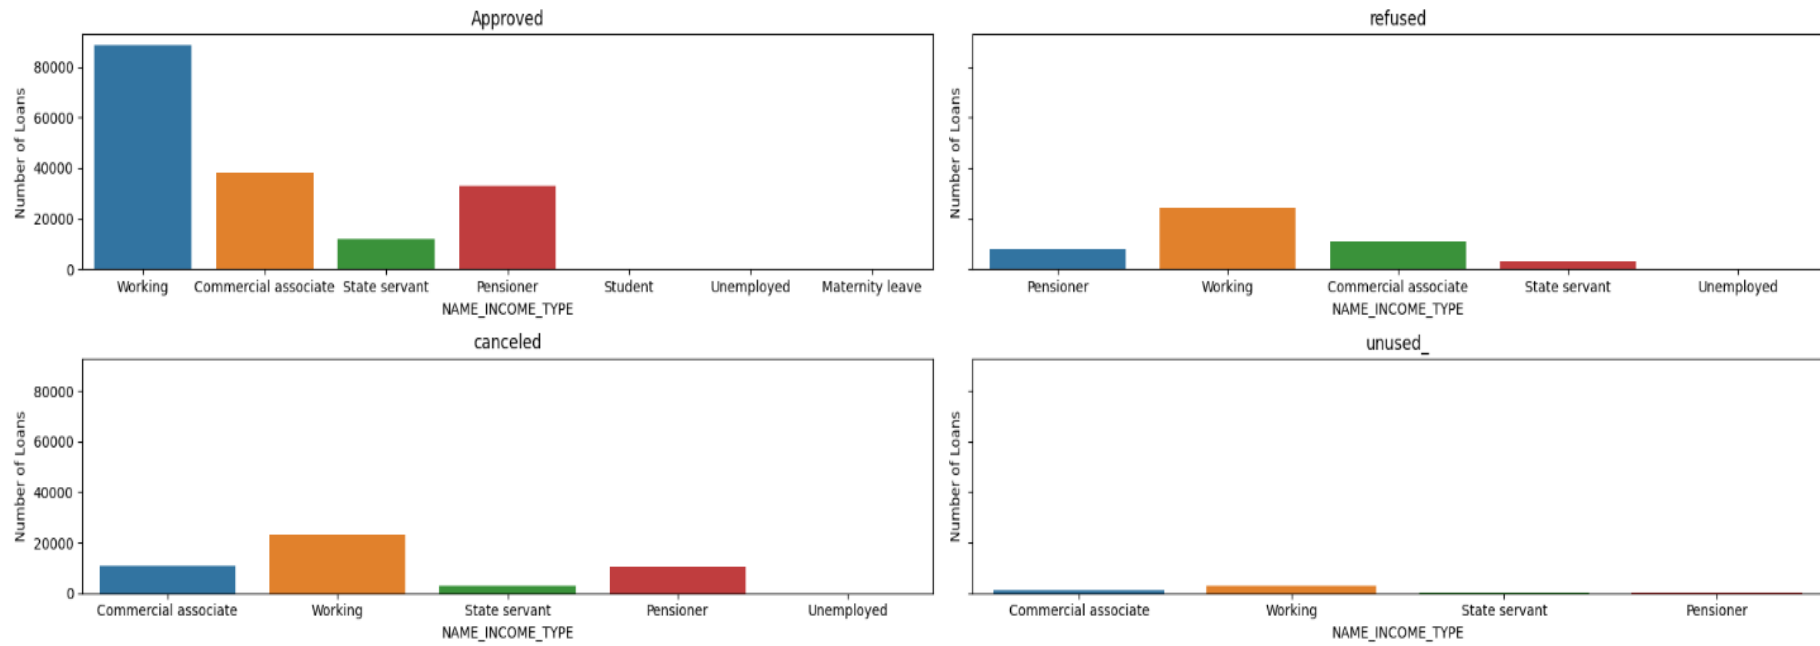 Approved
Number of Loans
80000
60000
40000
20000
0
Working Commercial associate State servant Pensioner Student Unemployed Maternity leave
NAME_INCOME_TYPE
refused
Number of Loans
Pensioner Working Commercial associate State servant Unemployed
NAME_INCOME_TYPE
canceled
Number of Loans
80000
60000
40000
20000
0
Commercial associate Working State servant Pensioner Unemployed
NAME_INCOME_TYPE
unused_
Number of Loans
Commercial associate Working State servant Pensioner
NAME_INCOME_TYPE